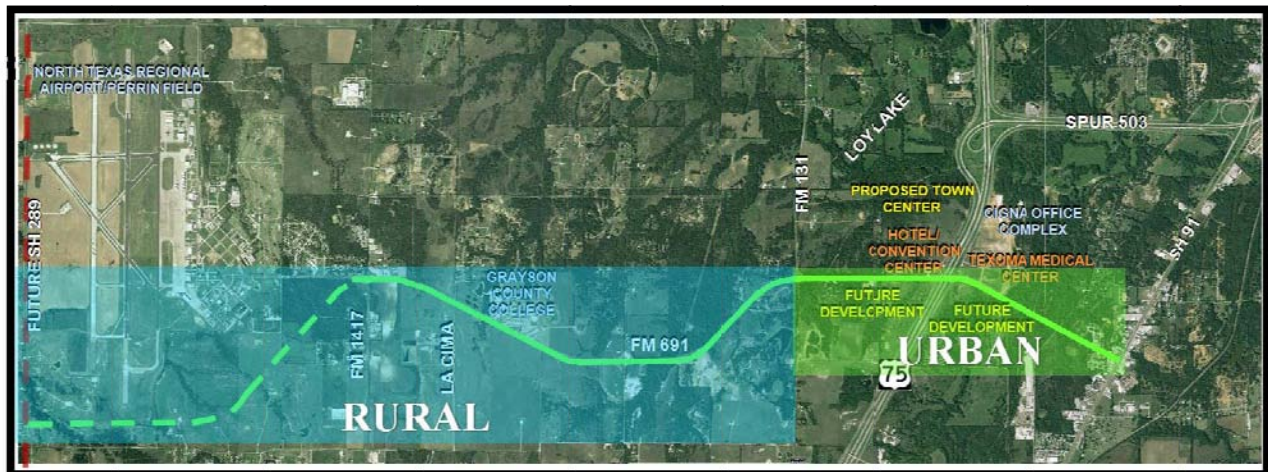 NORTH TEXAS REGIONAL
AIRPORT/PERRIN FIELD
FUTURE SH 289
FM 1417
LA CIMA
GRAYSON
COUNTY
COLLEGE
FM 691
RURAL
FM 131
LOY LAKE
SPUR 503
PROPOSED TOWN
CENTER
CIGNA OFFICE
COMPLEX
HOTEL/
CONVENTION
CENTER
TEXOMA MEDICAL
CENTER
SH 91
FUTURE
DEVELOPMENT
FUTURE
DEVELOPMENT
URBAN
75